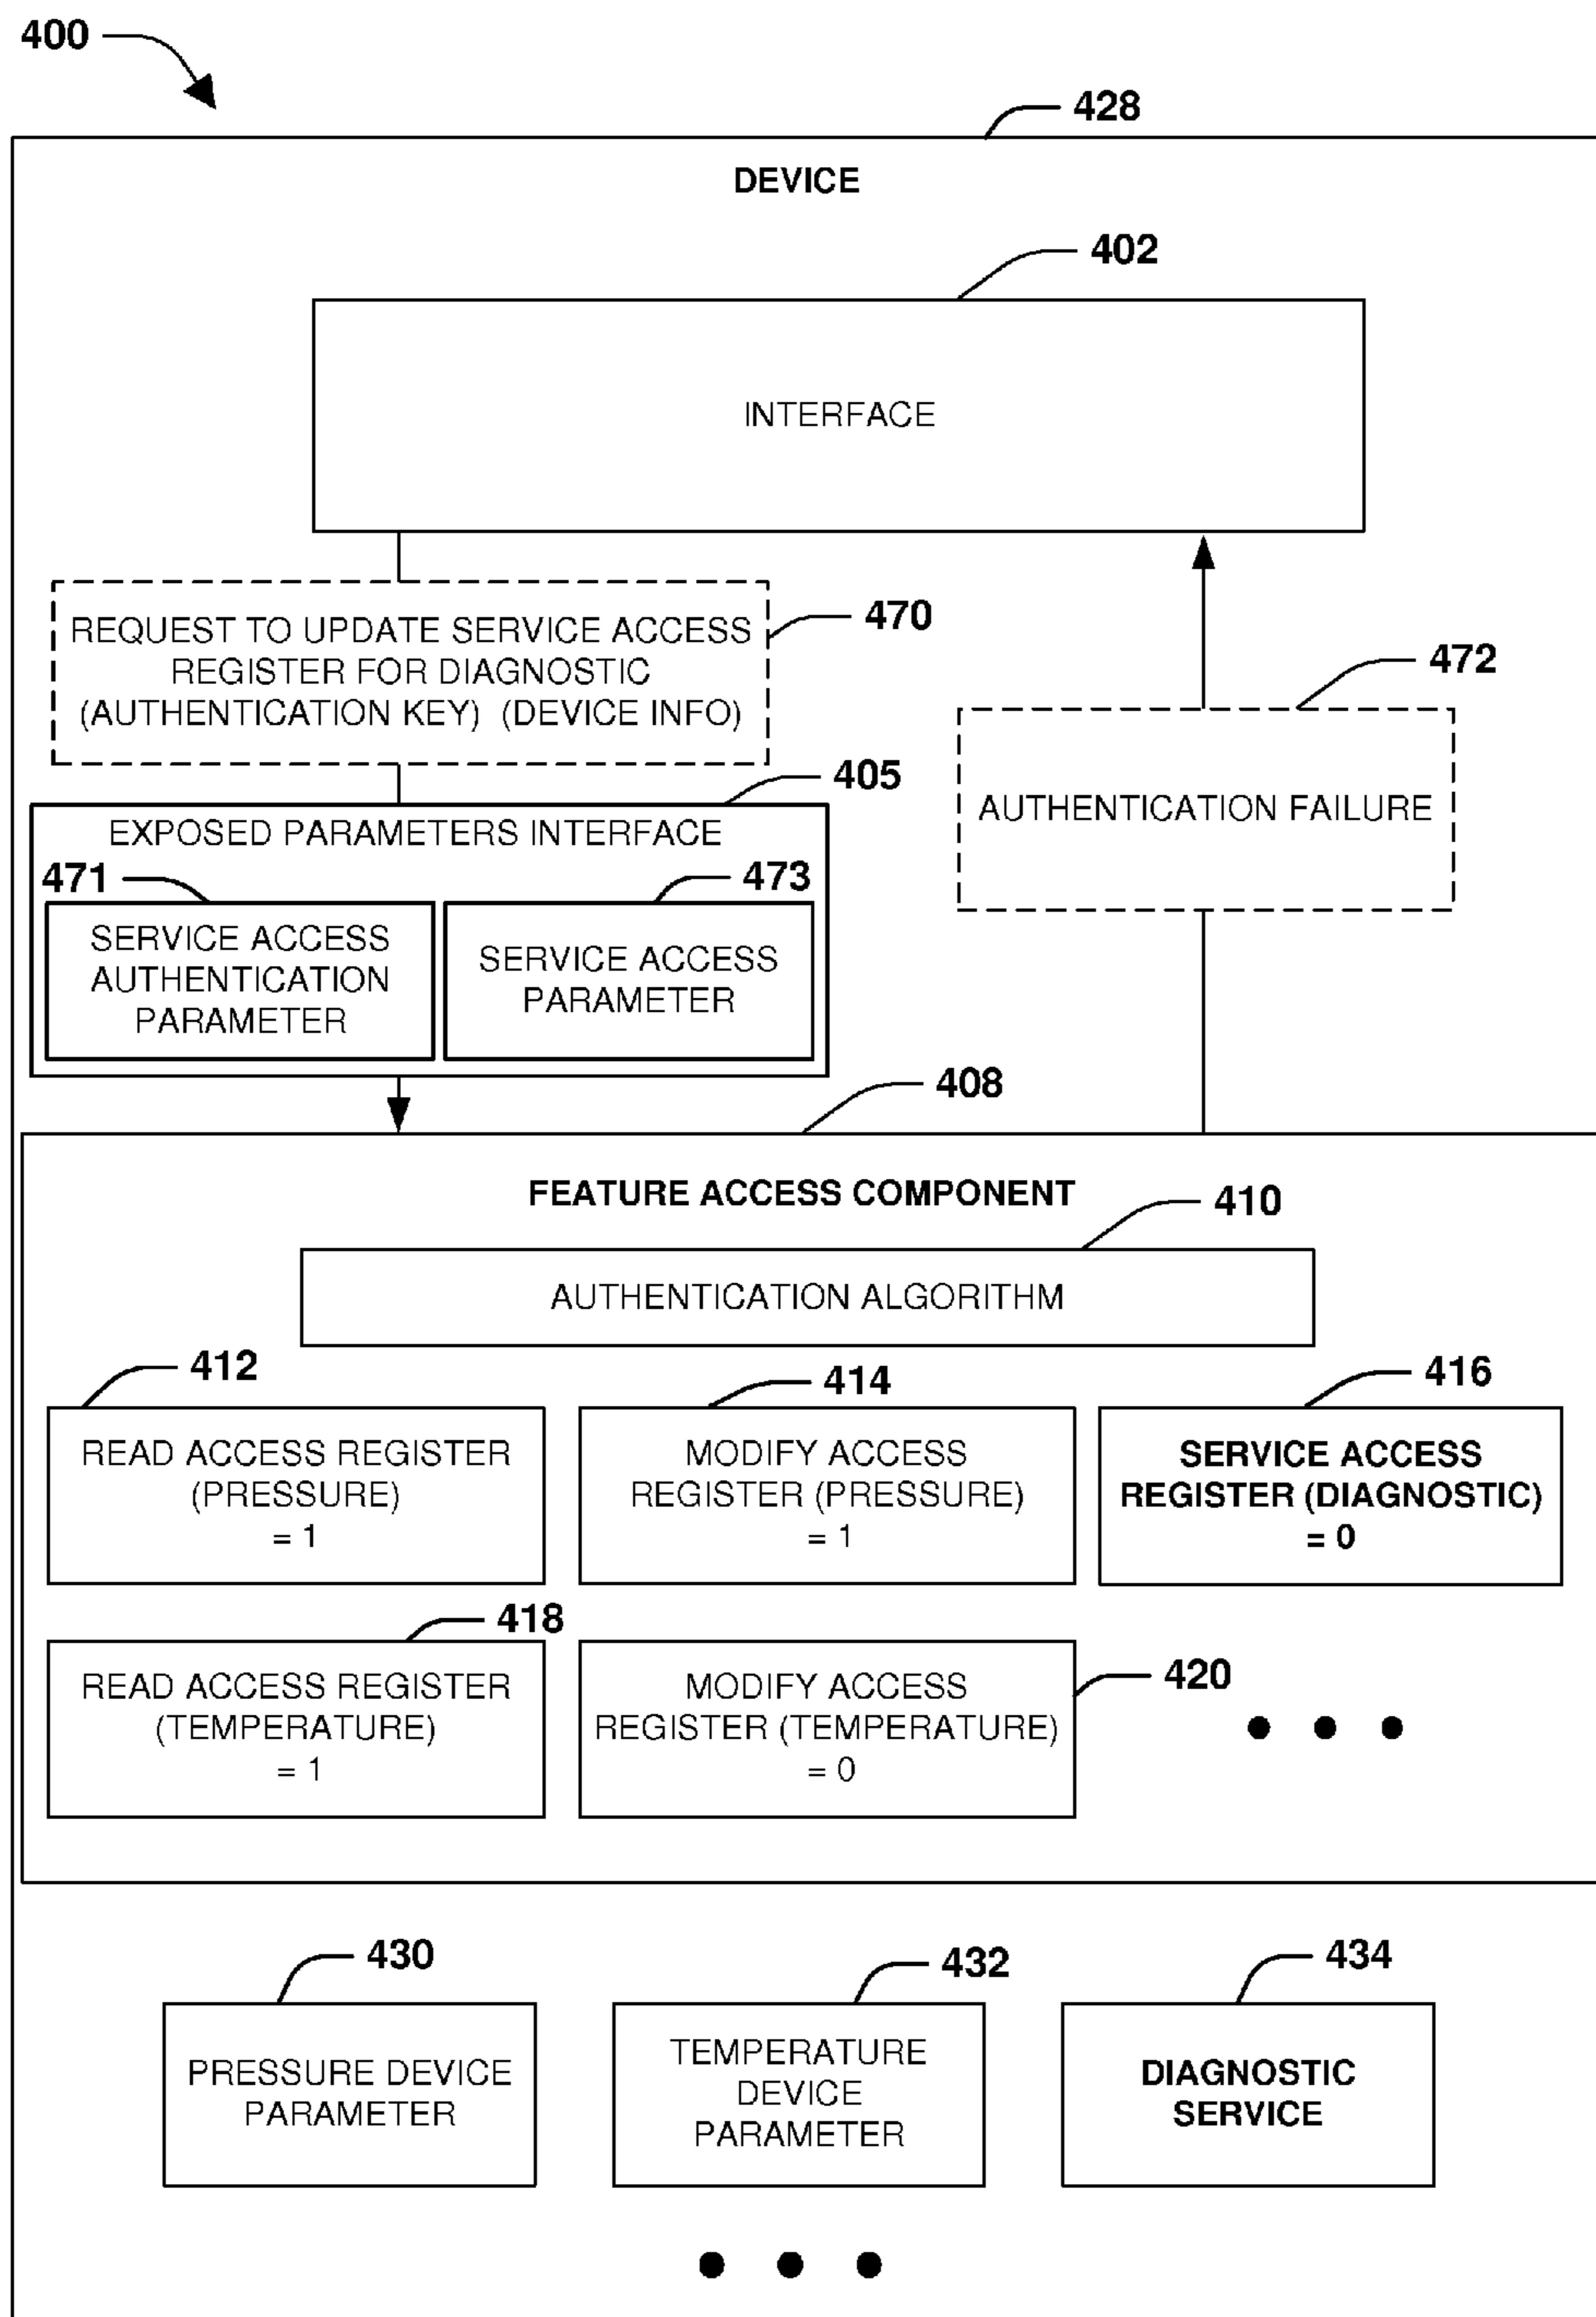 400
428
DEVICE
402
INTERFACE
REQUEST TO UPDATE SERVICE ACCESS
REGISTER FOR DIAGNOSTIC
(AUTHENTICATION KEY) (DEVICE INFO)
470
472
AUTHENTICATION FAILURE
405
EXPOSED PARAMETERS INTERFACE
471
473
SERVICE ACCESS
AUTHENTICATION
PARAMETER
SERVICE ACCESS
PARAMETER
408
FEATURE ACCESS COMPONENT
410
AUTHENTICATION ALGORITHM
412
READ ACCESS REGISTER
(PRESSURE)
= 1
414
MODIFY ACCESS
REGISTER (PRESSURE)
= 1
416
SERVICE ACCESS
REGISTER (DIAGNOSTIC)
= 0
418
READ ACCESS REGISTER
(TEMPERATURE)
= 1
MODIFY ACCESS
REGISTER (TEMPERATURE)
= 0
420
430
PRESSURE DEVICE
PARAMETER
432
TEMPERATURE
DEVICE
PARAMETER
434
DIAGNOSTIC
SERVICE